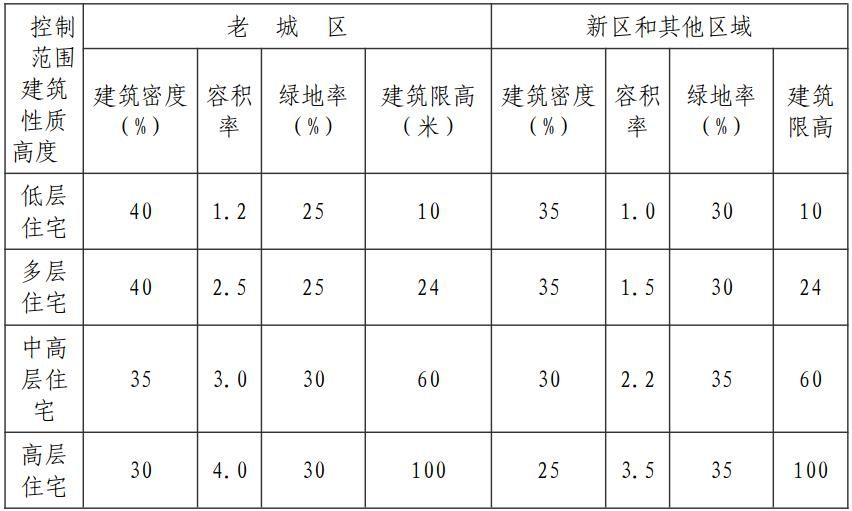 控制范围建筑性质高度 老 城 区 新区和其他区域
建筑密度(%) 容积率 绿地率(%) 建筑限高(米) 建筑密度(%) 容积率 绿地率(%) 建筑限高
低层住宅 40 1.2 25 10 35 1.0 30 10
多层住宅 40 2.5 25 24 35 1.5 30 24
中高层住宅 35 3.0 30 60 30 2.2 35 60
高层住宅 30 4.0 30 100 25 3.5 35 100